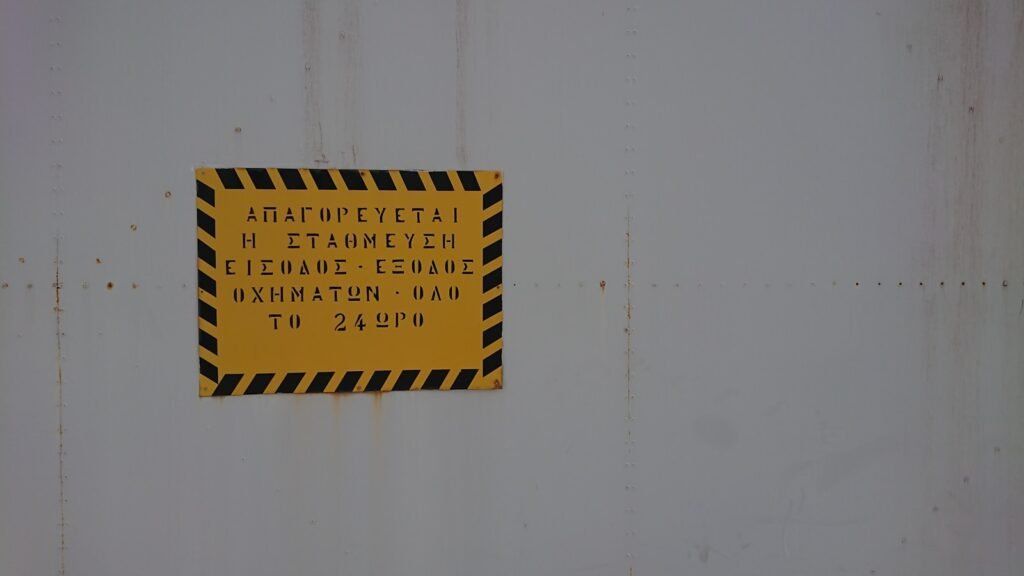 ΑΠΑΓΟΡΕΥΕΤΑΙ
Η ΣΤΑΘΜΕΥΣΗ
ΕΙΣΟΔΟΣ · ΕΞΟΔΟΣ
ΟΧΗΜΑΤΩΝ · ΟΛΟ
ΤΟ 24ΩΡΟ